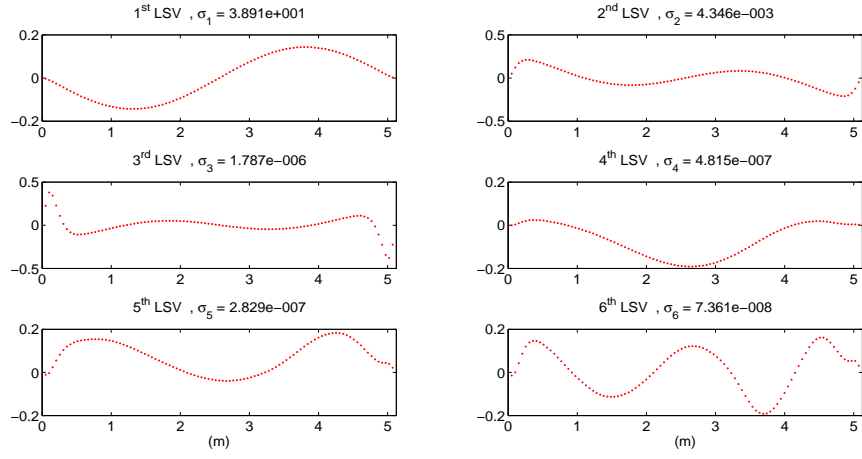 1st LSV , σ1 = 3.891e+001
0.2
0
−0.2
0 1 2 3 4 5
2nd LSV , σ2 = 4.346e−003
0.5
0
−0.5
0 1 2 3 4 5
3rd LSV , σ3 = 1.787e−006
0.5
0
−0.5
0 1 2 3 4 5
4th LSV , σ4 = 4.815e−007
0.2
0
−0.2
0 1 2 3 4 5
5th LSV , σ5 = 2.829e−007
0.2
0
−0.2
0 1 2 3 4 5
(m)
6th LSV , σ6 = 7.361e−008
0.2
0
−0.2
0 1 2 3 4 5
(m)